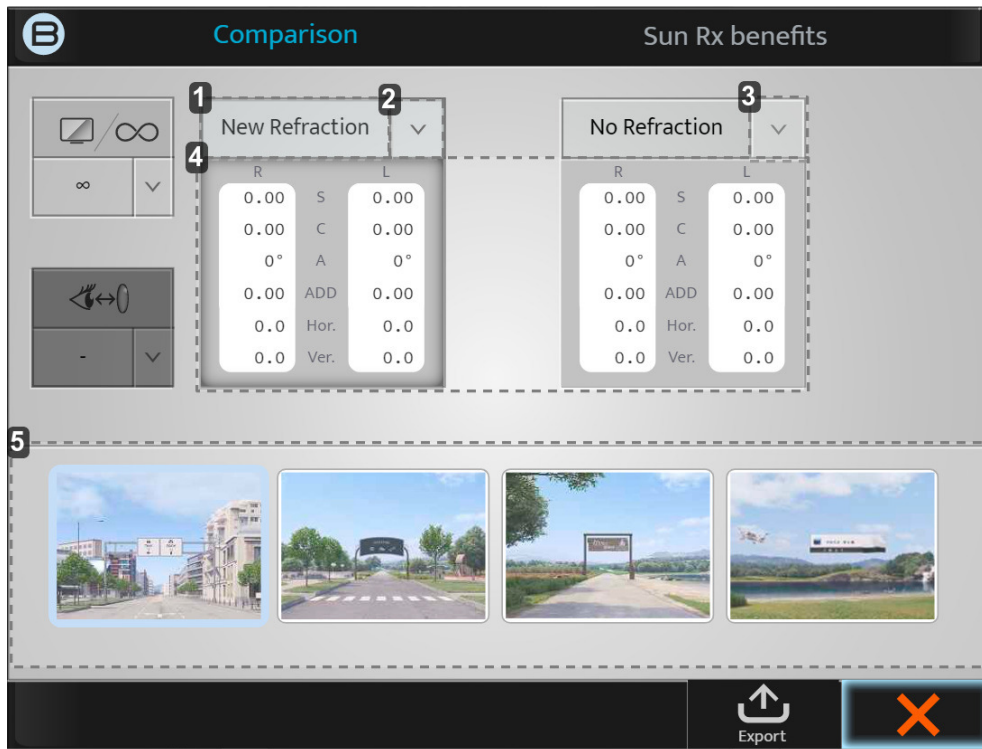 B Comparison Sun Rx benefits
1 2 3
New Refraction No Refraction
/∞
4
R L R L
∞
0.00 S 0.00 0.00 S 0.00
0.00 C 0.00 0.00 C 0.00
0° A 0° 0° A 0°
0.00 ADD 0.00 0.00 ADD 0.00
0.0 Hor. 0.0 0.0 Hor. 0.0
- 0.0 Ver. 0.0 0.0 Ver. 0.0
5
Export